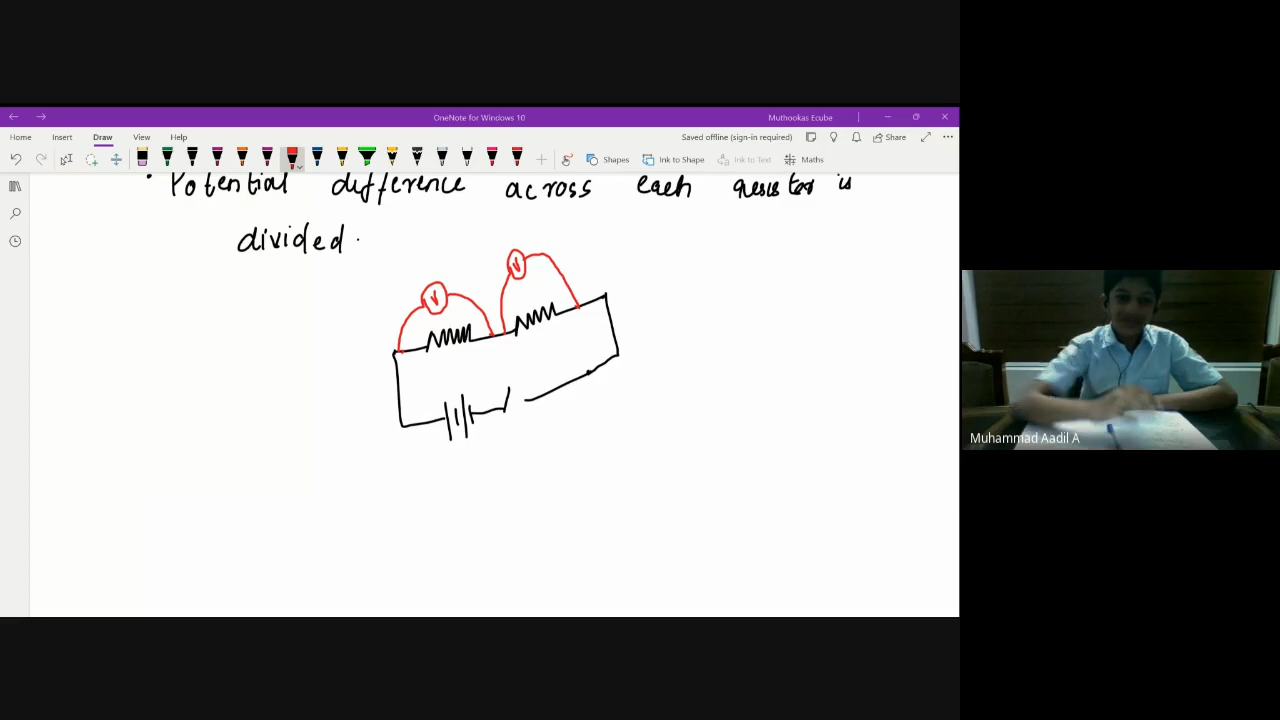 OneNote for Windows 10
Muthookas Ecube
Home Insert Draw View Help
Saved offline (sign-in required)
Share
Shapes
Ink to Shape
Ink to Text
Maths
Potential difference across each resistor is
divided.
V
V
Muhammad Aadil A